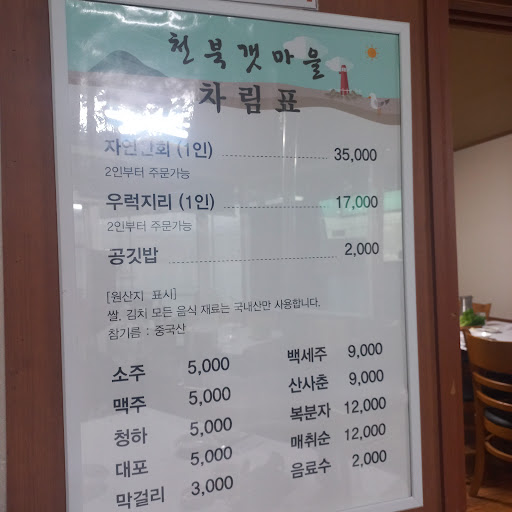 천북갯마을
차림표
자연산회 (1인) 35,000
2인부터 주문가능
우럭지리 (1인) 17,000
2인부터 주문가능
공깃밥 2,000
[원산지 표시]
쌀, 김치 모든 음식 재료는 국내산만 사용합니다.
참기름 : 중국산
소주 5,000
맥주 5,000
청하 5,000
대포 5,000
막걸리 3,000
백세주 9,000
산사춘 9,000
복분자 12,000
매취순 12,000
음료수 2,000